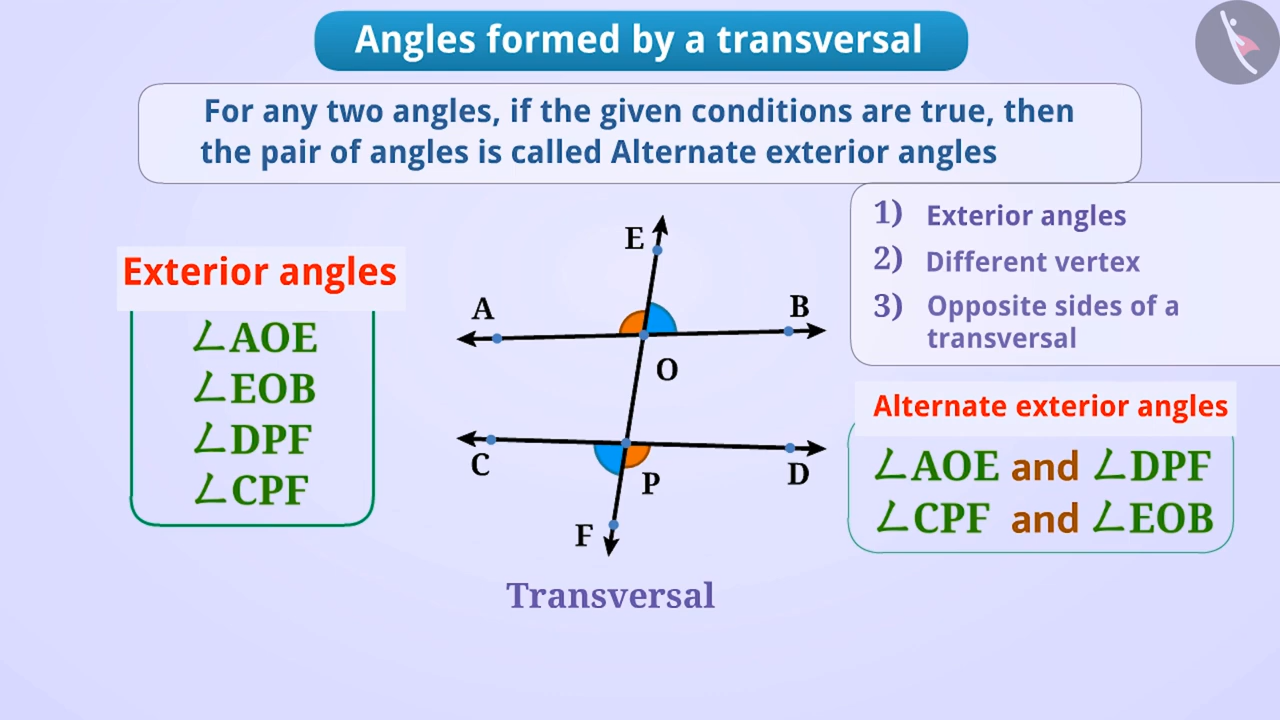 Angles formed by a transversal
For any two angles, if the given conditions are true, then
the pair of angles is called Alternate exterior angles
1) Exterior angles
2) Different vertex
3) Opposite sides of a
transversal
Exterior angles
∠AOE
∠EOB
∠DPF
∠CPF
E
A
B
O
C
P
D
F
Transversal
Alternate exterior angles
∠AOE and ∠DPF
∠CPF and ∠EOB